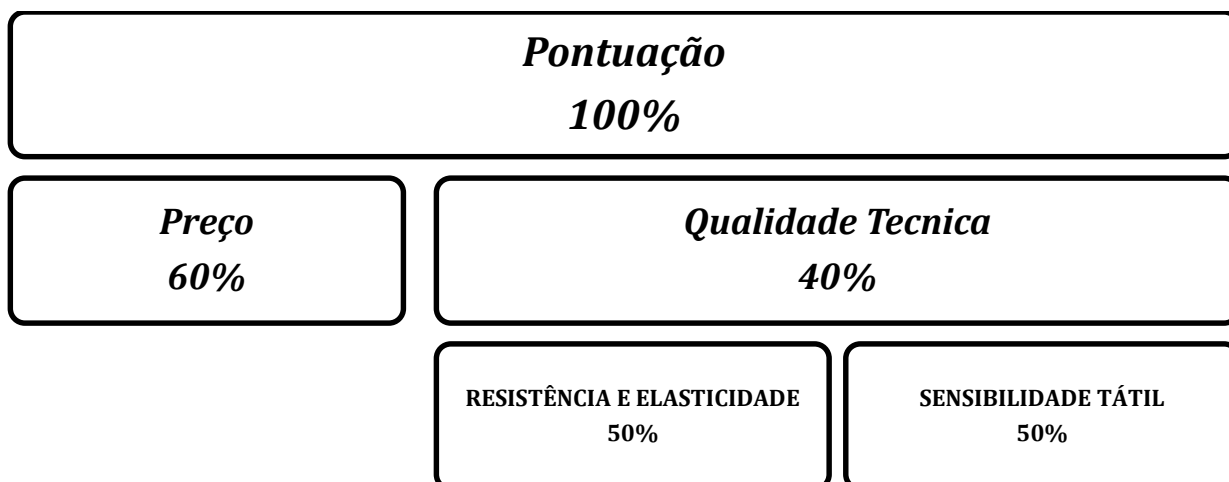 Pontuação
100%
Preço
60%
Qualidade Tecnica
40%
RESISTÊNCIA E ELASTICIDADE
50%
SENSIBILIDADE TÁTIL
50%